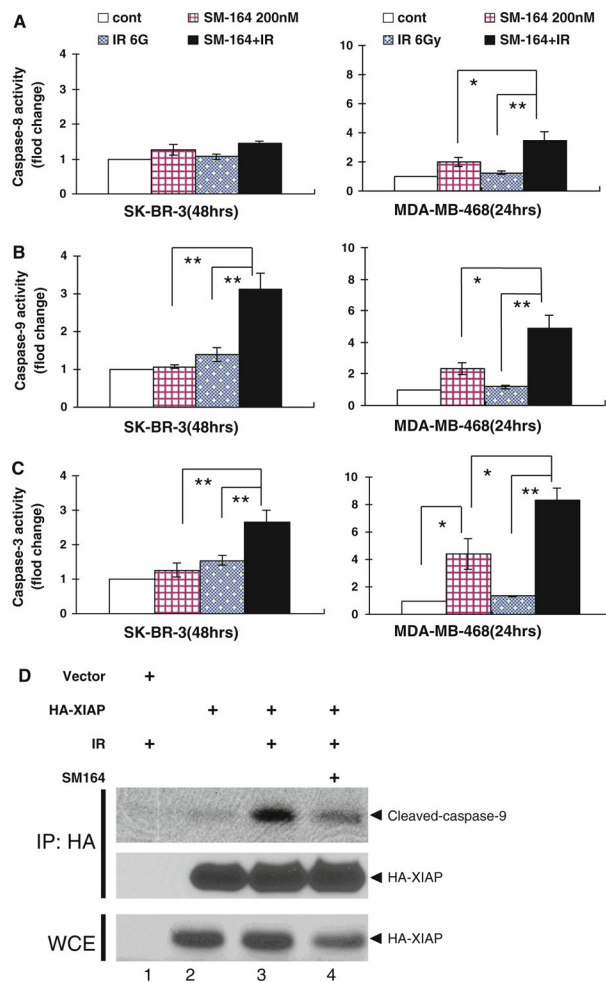 A
cont SM-164 200nM
IR 6G SM-164+IR
Caspase-8 activity
(flod change)
4
3
2
1
0
SK-BR-3(48hrs)
cont SM-164 200nM
IR 6Gy SM-164+IR
10
8
6
4
2
0
*
**
MDA-MB-468(24hrs)
B
Caspase-9 activity
(flod change)
4
3
2
1
0
**
**
SK-BR-3(48hrs)
10
8
6
4
2
0
*
**
MDA-MB-468(24hrs)
C
Caspase-3 activity
(flod change)
4
3
2
1
0
**
**
SK-BR-3(48hrs)
10
8
6
4
2
0
*
*
**
MDA-MB-468(24hrs)
D
Vector +
HA-XIAP + + +
IR + + +
SM164 +
IP: HA
Cleaved-caspase-9
HA-XIAP
WCE
HA-XIAP
1 2 3 4